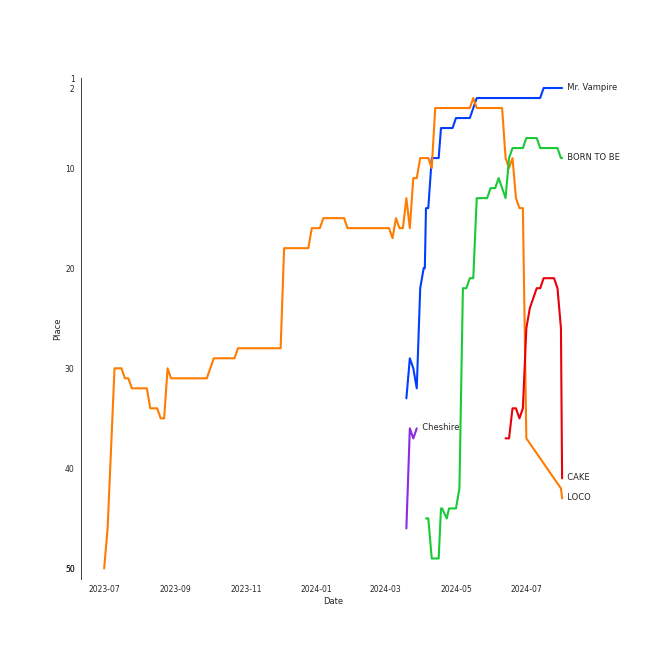 1
2
Mr. Vampire
BORN TO BE
10
20
Place
30
Cheshire
40
CAKE
LOCO
50
2023-07
2023-09
2023-11
2024-01
2024-03
2024-05
2024-07
Date